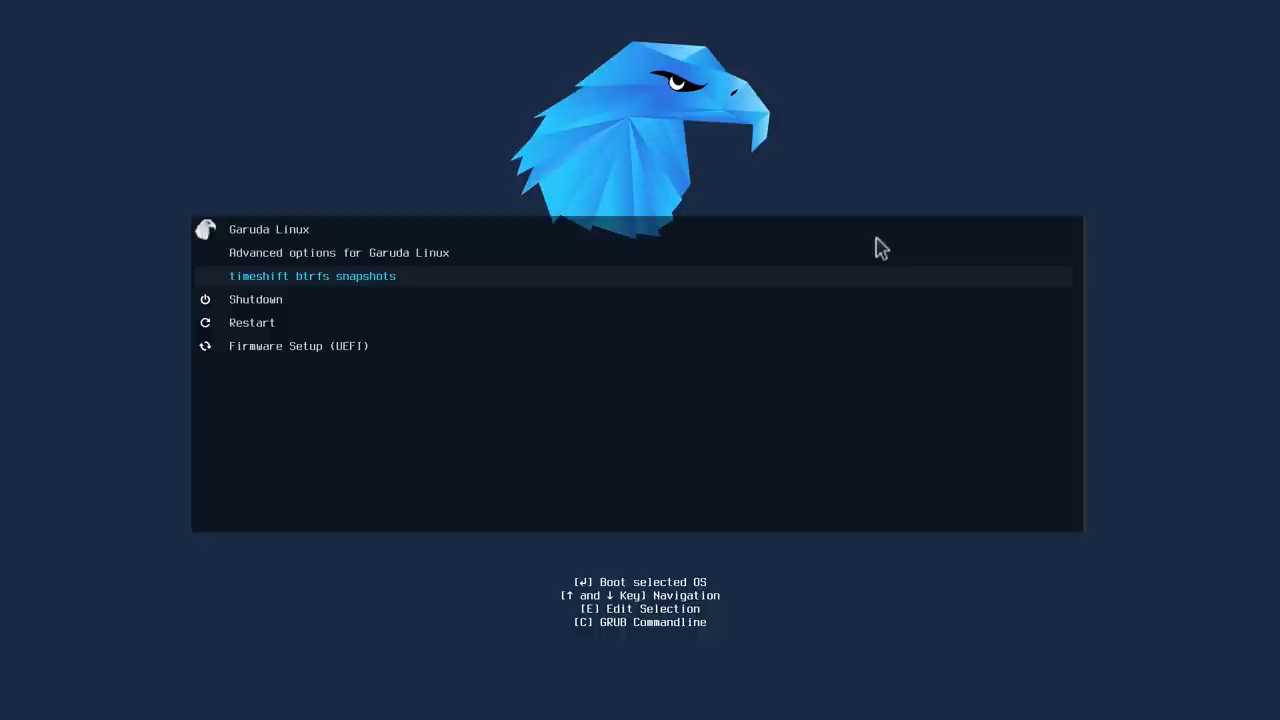 Garuda Linux
Advanced options for Garuda Linux
timeshift btrfs snapshots
Shutdown
Restart
Firmware Setup (UEFI)
[↵] Boot selected OS
[↑ and ↓ Key] Navigation
[E] Edit Selection
[C] GRUB Commandline